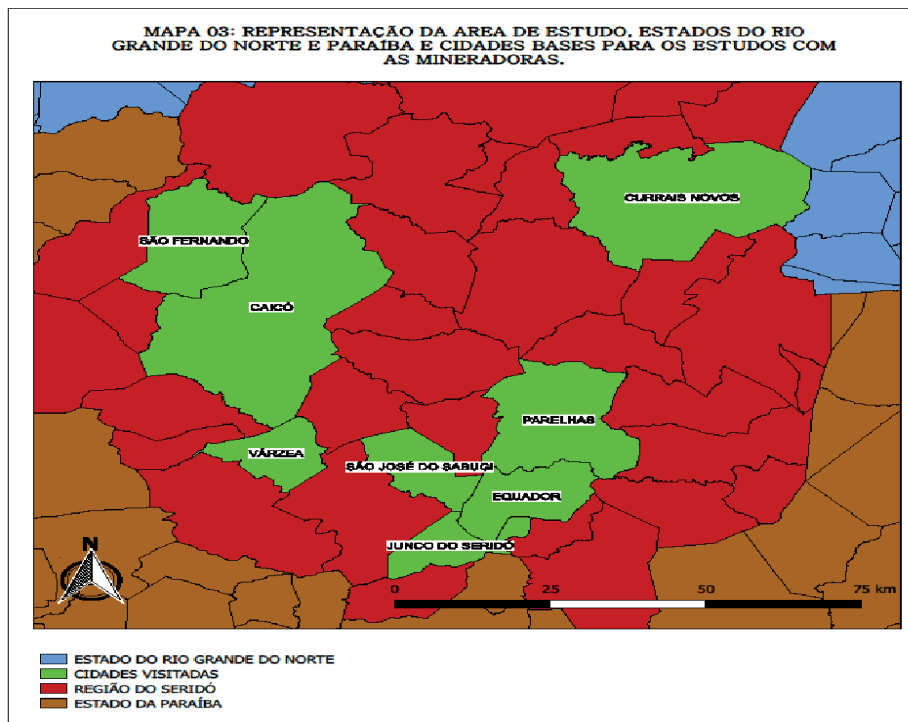 MAPA 03: REPRESENTAÇÃO DA AREA DE ESTUDO, ESTADOS DO RIO
GRANDE DO NORTE E PARAÍBA E CIDADES BASES PARA OS ESTUDOS COM
AS MINERADORAS.
CURRAIS NOVOS
SÃO FERNANDO
CAICÓ
PARELHAS
VÁRZEA
SÃO JOSÉ DO SABUGI
EQUADOR
JUNCO DO SERIDÓ
N
0 25 50 75 km
ESTADO DO RIO GRANDE DO NORTE
CIDADES VISITADAS
REGIÃO DO SERIDÓ
ESTADO DA PARAÍBA